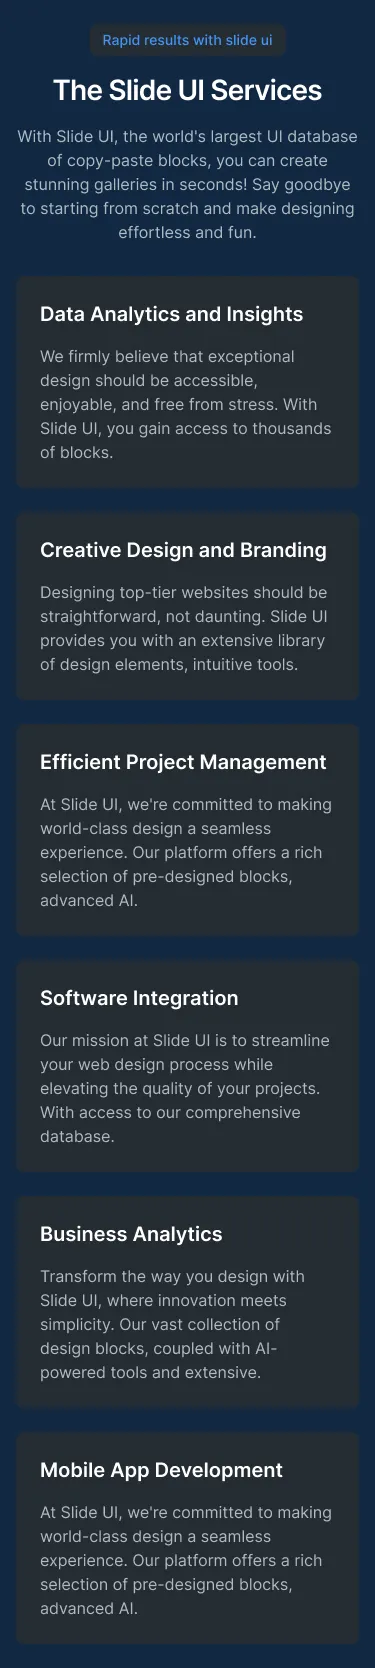 Rapid results with slide ui
The Slide UI Services
With Slide UI, the world's largest UI database
of copy-paste blocks, you can create
stunning galleries in seconds! Say goodbye
to starting from scratch and make designing
effortless and fun.
Data Analytics and Insights
We firmly believe that exceptional
design should be accessible,
enjoyable, and free from stress. With
Slide UI, you gain access to thousands
of blocks.
Creative Design and Branding
Designing top-tier websites should be
straightforward, not daunting. Slide UI
provides you with an extensive library
of design elements, intuitive tools.
Efficient Project Management
At Slide UI, we're committed to making
world-class design a seamless
experience. Our platform offers a rich
selection of pre-designed blocks,
advanced AI.
Software Integration
Our mission at Slide UI is to streamline
your web design process while
elevating the quality of your projects.
With access to our comprehensive
database.
Business Analytics
Transform the way you design with
Slide UI, where innovation meets
simplicity. Our vast collection of
design blocks, coupled with AI-
powered tools and extensive.
Mobile App Development
At Slide UI, we're committed to making
world-class design a seamless
experience. Our platform offers a rich
selection of pre-designed blocks,
advanced AI.